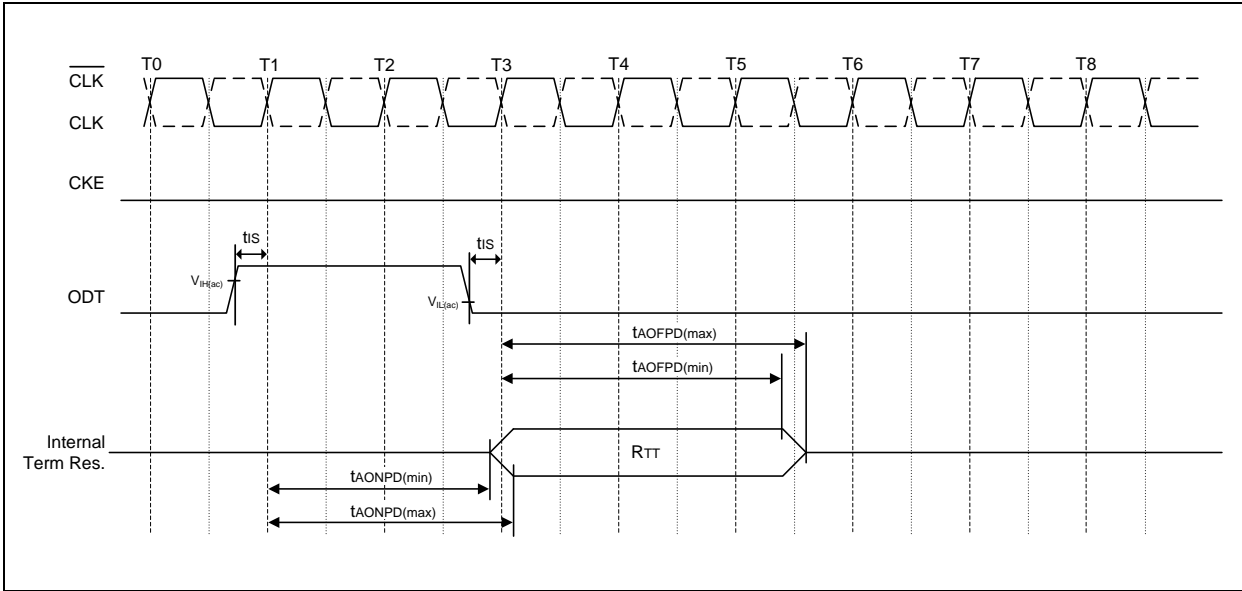 T0 T1 T2 T3 T4 T5 T6 T7 T8
CLK
CLK
CKE
tIS tIS
VIH(ac)
ODT
VIL(ac)
tAOFPD(max)
tAOFPD(min)
Internal
Term Res.
RTT
tAONPD(min)
tAONPD(max)